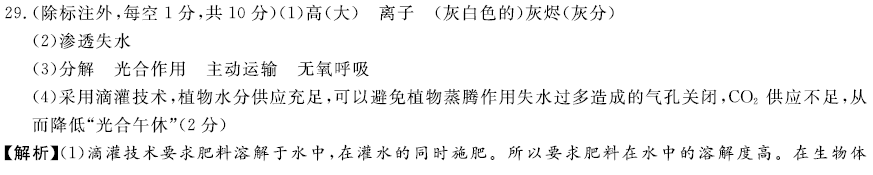 29.(除标注外,每空1分,共10分)(1)高(大) 离子 (灰白色的)灰烬(灰分)
(2)渗透失水
(3)分解 光合作用 主动运输 无氧呼吸
(4)采用滴灌技术,植物水分供应充足,可以避免植物蒸腾作用失水过多造成的气孔关闭,CO₂ 供应不足,从
而降低“光合午休”(2分)
【解析】(1)滴灌技术要求肥料溶解于水中,在灌水的同时施肥。所以要求肥料在水中的溶解度高。在生物体